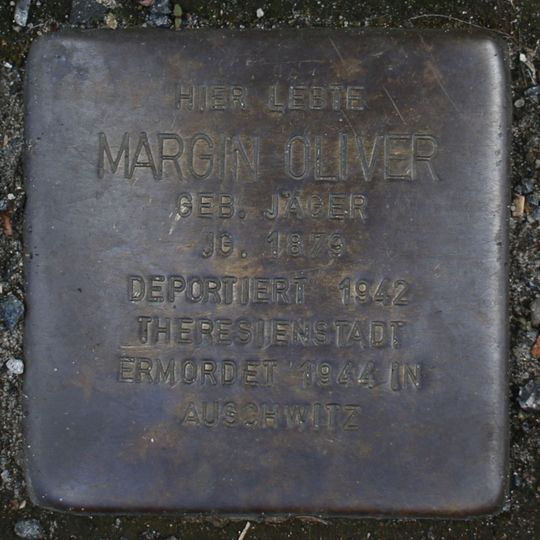 HIER LEBTE
MARGIN OLIVER
GEB. JÄGER
JG. 1879
DEPORTIERT 1942
THERESIENSTADT
ERMORDET 1944 IN
AUSCHWITZ